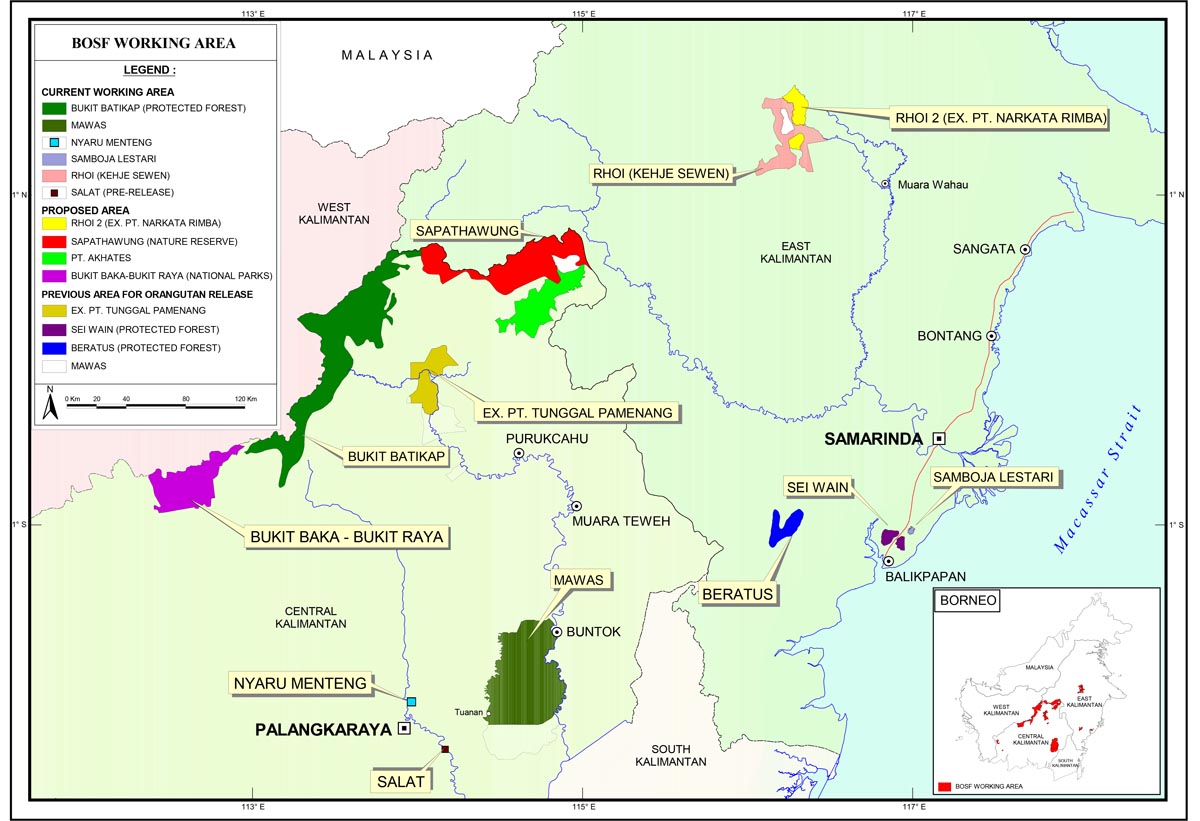 113° E
115° E
117° E
BOSF WORKING AREA
LEGEND :
CURRENT WORKING AREA
BUKIT BATIKAP (PROTECTED FOREST)
MAWAS
NYARU MENTENG
SAMBOJA LESTARI
RHOI (KEHJE SEWEN)
SALAT (PRE-RELEASE)
PROPOSED AREA
RHOI 2 (EX. PT. NARKATA RIMBA)
SAPATHAWUNG (NATURE RESERVE)
PT. AKHATES
BUKIT BAKA-BUKIT RAYA (NATIONAL PARKS)
PREVIOUS AREA FOR ORANGUTAN RELEASE
EX. PT. TUNGGAL PAMENANG
SEI WAIN (PROTECTED FOREST)
BERATUS (PROTECTED FOREST)
MAWAS
N
0 Km
20
40
80
120 Km
MALAYSIA
RHOI 2 (EX. PT. NARKATA RIMBA)
RHOI (KEHJE SEWEN)
Muara Wahau
1° N
1° N
WEST
KALIMANTAN
SAPATHAWUNG
EAST
KALIMANTAN
SANGATA
BONTANG
EX. PT. TUNGGAL PAMENANG
PURUKCAHU
SAMARINDA
BUKIT BATIKAP
SEI WAIN
SAMBOJA LESTARI
Macassar Strait
1° S
1° S
BUKIT BAKA - BUKIT RAYA
MUARA TEWEH
BALIKPAPAN
MAWAS
BERATUS
CENTRAL
KALIMANTAN
BUNTOK
NYARU MENTENG
Tuanan
PALANGKARAYA
SALAT
SOUTH
KALIMANTAN
BORNEO
MALAYSIA
WEST
KALIMANTAN
EAST
KALIMANTAN
CENTRAL
KALIMANTAN
SOUTH
KALIMANTAN
BOSF WORKING AREA
113° E
115° E
117° E